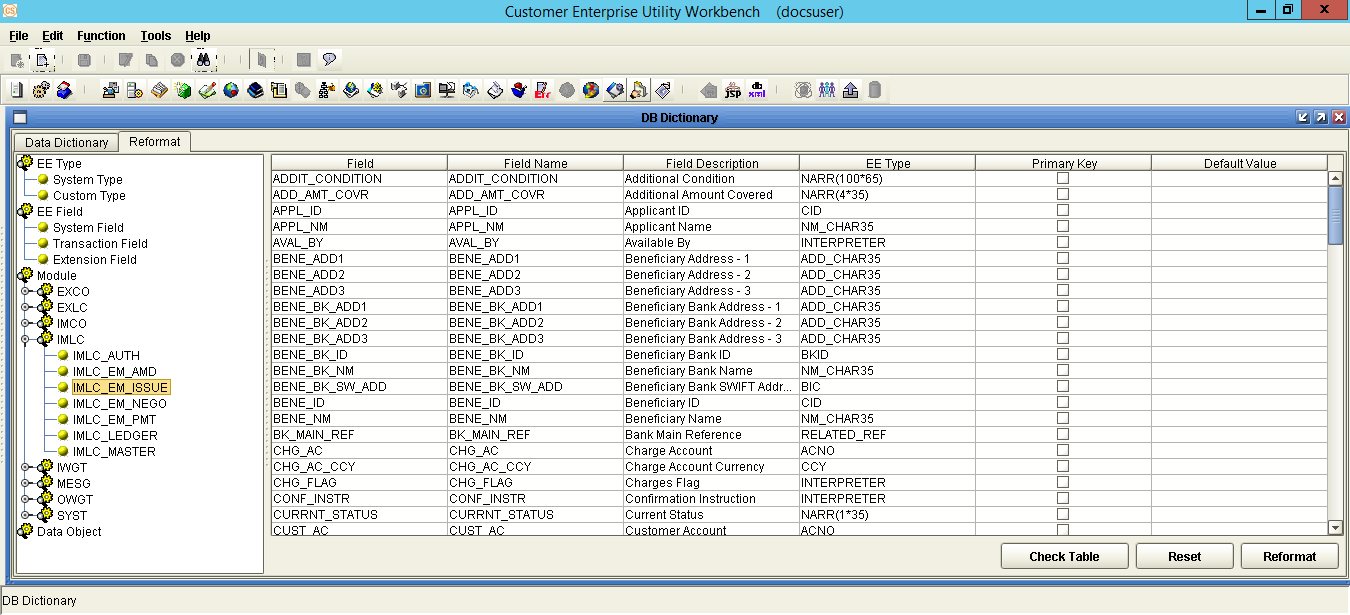 CS
Customer Enterprise Utility Workbench (docsuser)
File Edit Function Tools Help
JSP xml
DB Dictionary
Data Dictionary Reformat
EE Type
System Type
Custom Type
EE Field
System Field
Transaction Field
Extension Field
Module
EXCO
EXLC
IMCO
IMLC
IMLC_AUTH
IMLC_EM_AMD
IMLC_EM_ISSUE
IMLC_EM_NEGO
IMLC_EM_PMT
IMLC_LEDGER
IMLC_MASTER
IWGT
MESG
OWGT
SYST
Data Object
Field Field Name Field Description EE Type Primary Key Default Value
ADDIT_CONDITION ADDIT_CONDITION Additional Condition NARR(100*65)
ADD_AMT_COVR ADD_AMT_COVR Additional Amount Covered NARR(4*35)
APPL_ID APPL_ID Applicant ID CID
APPL_NM APPL_NM Applicant Name NM_CHAR35
AVAL_BY AVAL_BY Available By INTERPRETER
BENE_ADD1 BENE_ADD1 Beneficiary Address - 1 ADD_CHAR35
BENE_ADD2 BENE_ADD2 Beneficiary Address - 2 ADD_CHAR35
BENE_ADD3 BENE_ADD3 Beneficiary Address - 3 ADD_CHAR35
BENE_BK_ADD1 BENE_BK_ADD1 Beneficiary Bank Address - 1 ADD_CHAR35
BENE_BK_ADD2 BENE_BK_ADD2 Beneficiary Bank Address - 2 ADD_CHAR35
BENE_BK_ADD3 BENE_BK_ADD3 Beneficiary Bank Address - 3 ADD_CHAR35
BENE_BK_ID BENE_BK_ID Beneficiary Bank ID BKID
BENE_BK_NM BENE_BK_NM Beneficiary Bank Name NM_CHAR35
BENE_BK_SW_ADD BENE_BK_SW_ADD Beneficiary Bank SWIFT Addr... BIC
BENE_ID BENE_ID Beneficiary ID CID
BENE_NM BENE_NM Beneficiary Name NM_CHAR35
BK_MAIN_REF BK_MAIN_REF Bank Main Reference RELATED_REF
CHG_AC CHG_AC Charge Account ACNO
CHG_AC_CCY CHG_AC_CCY Charge Account Currency CCY
CHG_FLAG CHG_FLAG Charges Flag INTERPRETER
CONF_INSTR CONF_INSTR Confirmation Instruction INTERPRETER
CURRNT_STATUS CURRNT_STATUS Current Status NARR(1*35)
CUST_AC CUST_AC Customer Account ACNO
Check Table Reset Reformat
DB Dictionary